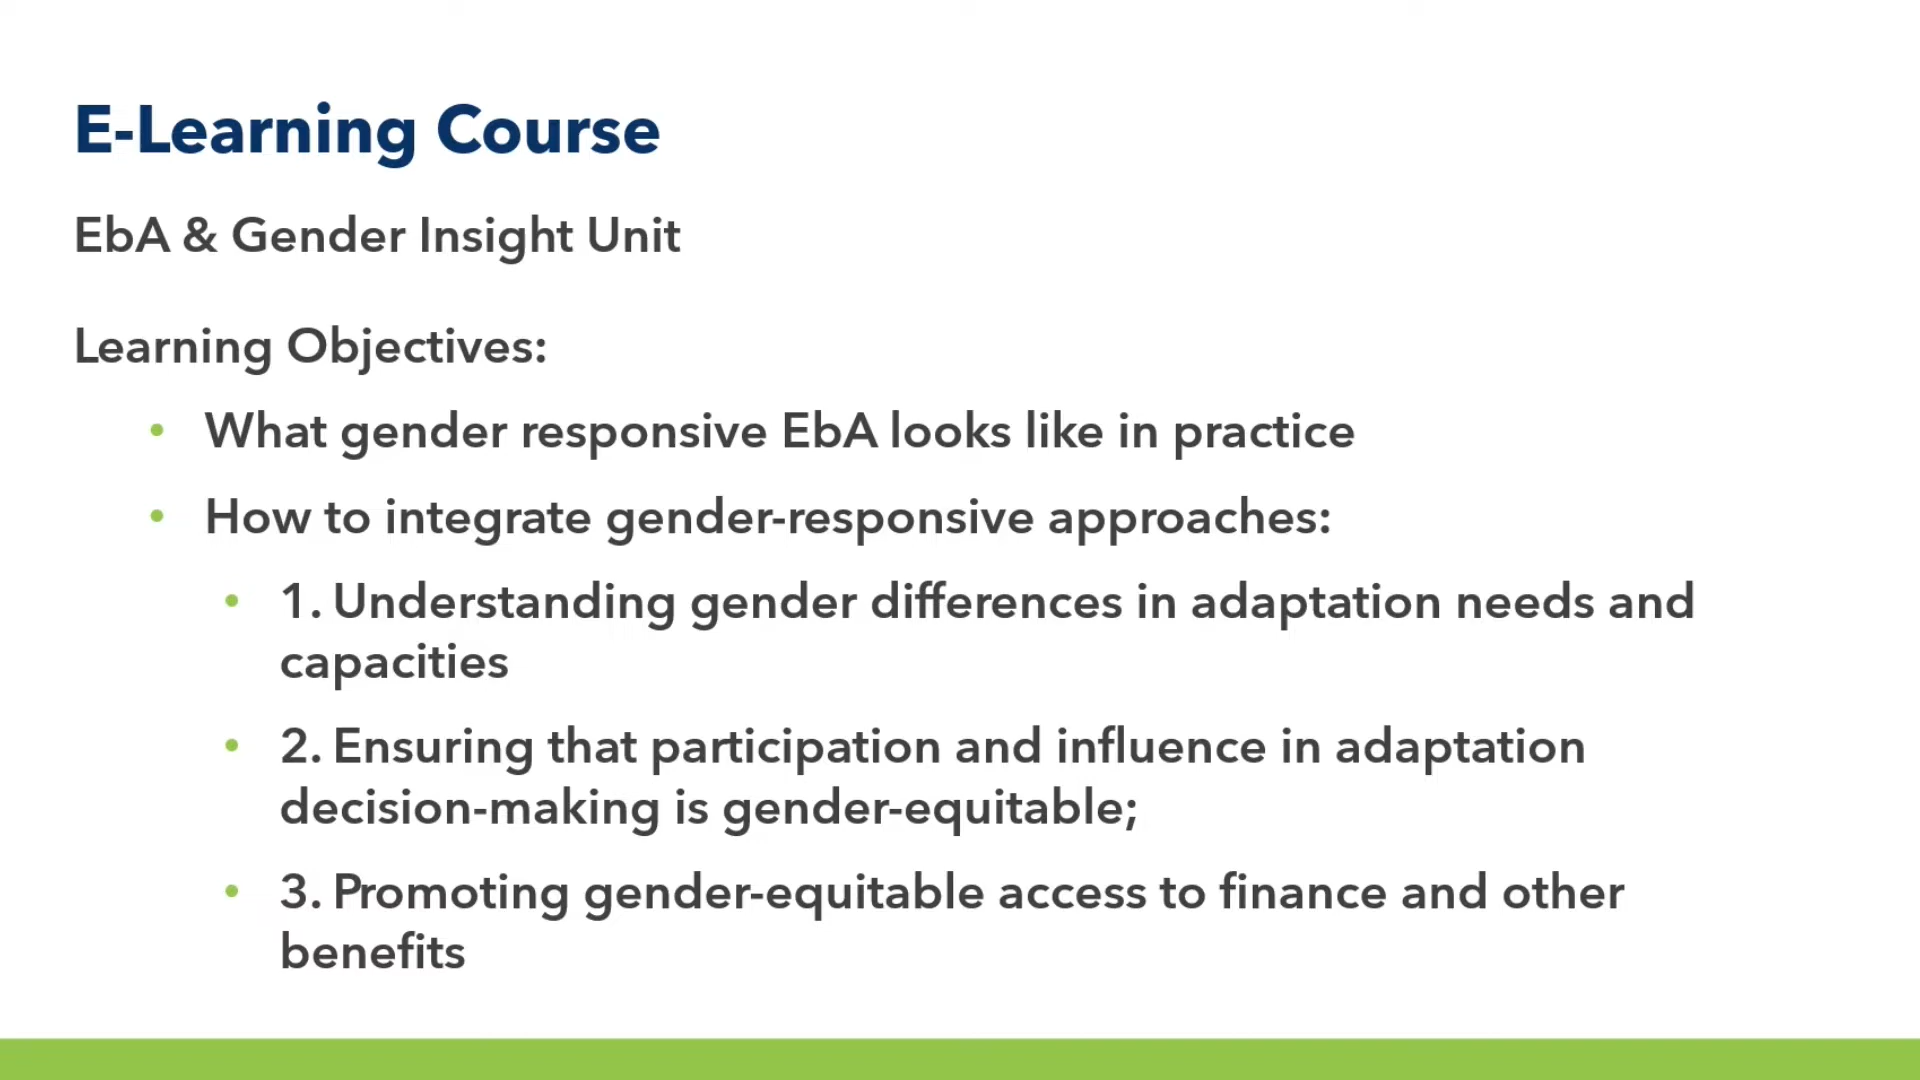 E-Learning Course
EbA & Gender Insight Unit
Learning Objectives:
• What gender responsive EbA looks like in practice
• How to integrate gender-responsive approaches:
• 1. Understanding gender differences in adaptation needs and
capacities
• 2. Ensuring that participation and influence in adaptation
decision-making is gender-equitable;
• 3. Promoting gender-equitable access to finance and other
benefits